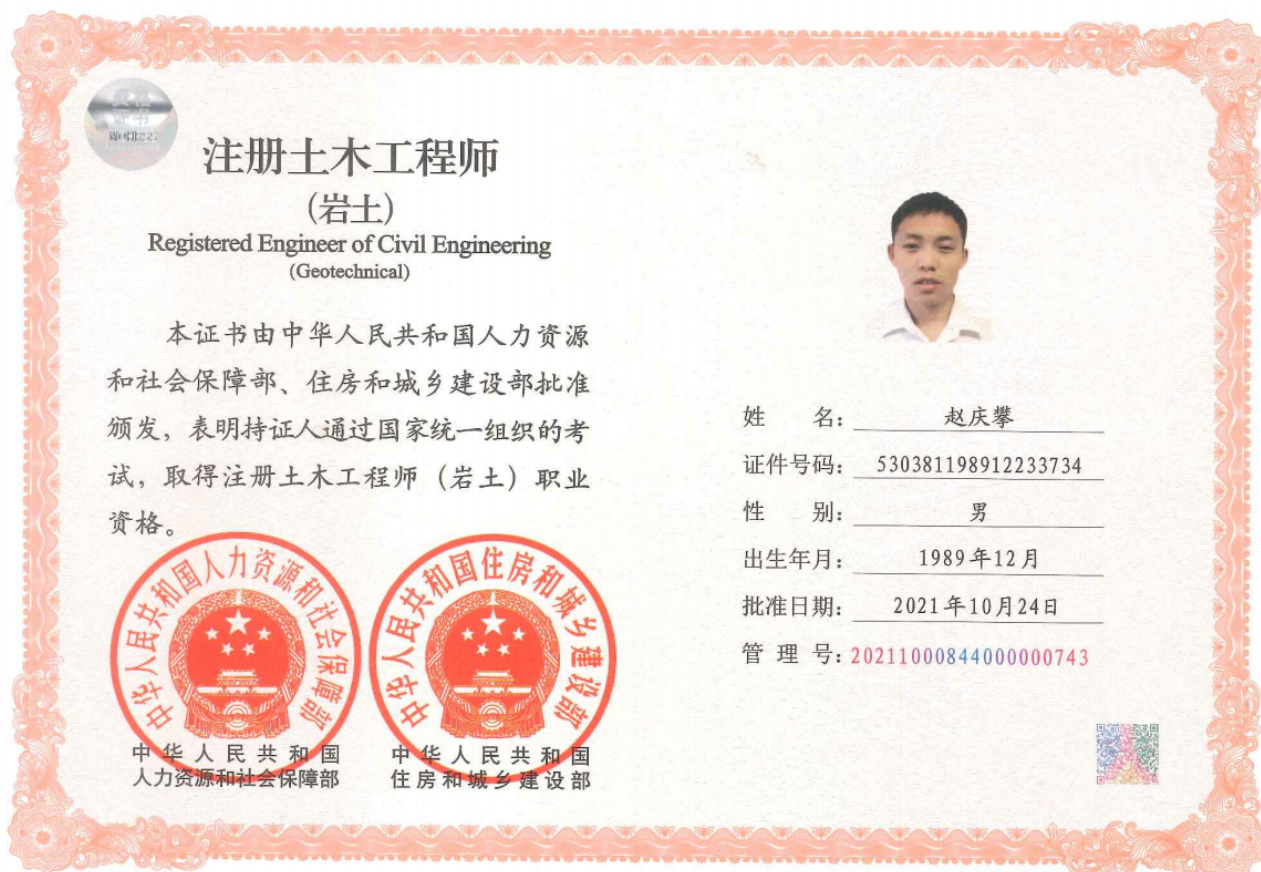 注册土木工程师
(岩土)
Registered Engineer of Civil Engineering
(Geotechnical)
本证书由中华人民共和国人力资源
和社会保障部、住房和城乡建设部批准
颁发，表明持证人通过国家统一组织的考
试，取得注册土木工程师（岩土）职业
资格。
中华人民共和国人力资源和社会保障部
中华人民共和国住房和城乡建设部
中华人民共和国
人力资源和社会保障部
中华人民共和国
住房和城乡建设部
姓 名：赵庆攀
证件号码：530381198912233734
性 别：男
出生年月：1989年12月
批准日期：2021年10月24日
管 理 号：20211000844000000743